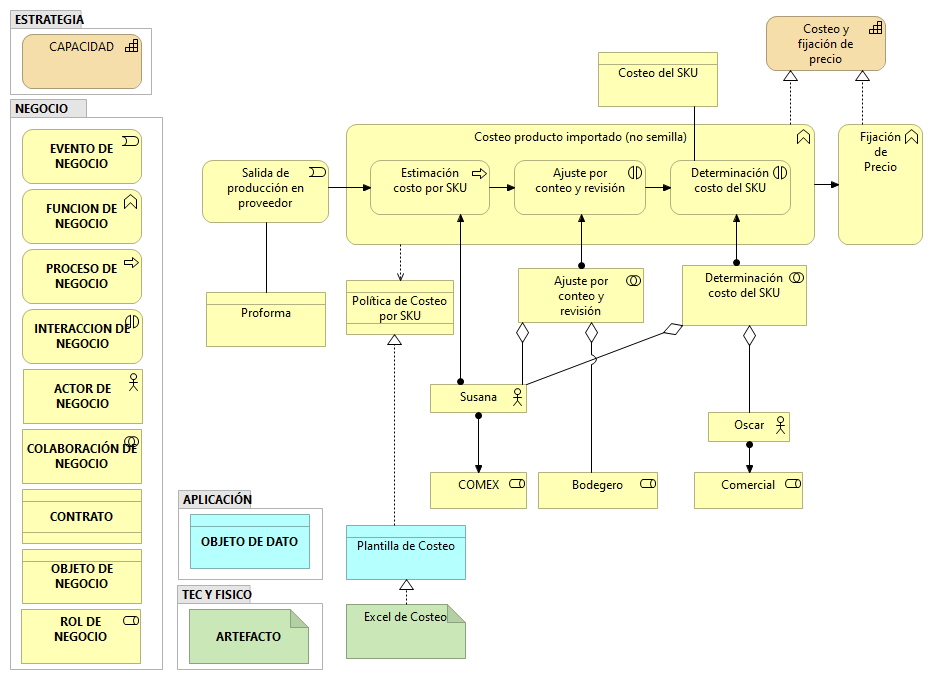 ESTRATEGIA
CAPACIDAD
NEGOCIO
EVENTO DE
NEGOCIO
FUNCION DE
NEGOCIO
PROCESO DE
NEGOCIO
INTERACCION DE
NEGOCIO
ACTOR DE
NEGOCIO
COLABORACIÓN DE
NEGOCIO
CONTRATO
OBJETO DE
NEGOCIO
ROL DE
NEGOCIO
APLICACIÓN
OBJETO DE DATO
TEC Y FISICO
ARTEFACTO
Costeo y
fijación de
precio
Costeo del SKU
Costeo producto importado (no semilla)
Salida de
producción en
proveedor
Estimación
costo por SKU
Ajuste por
conteo y revisión
Determinación
costo del SKU
Fijación
de
Precio
Proforma
Política de Costeo
por SKU
Ajuste por
conteo y
revisión
Determinación
costo del SKU
Susana
Oscar
COMEX
Bodegero
Comercial
Plantilla de Costeo
Excel de Costeo